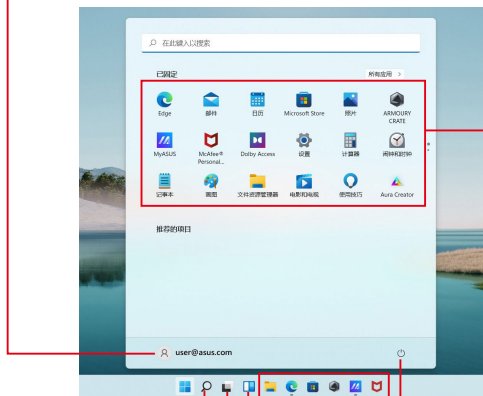 在此键入以搜索
已固定
所有应用 >
Edge
邮件
日历
Microsoft Store
照片
ARMOURY
CRATE
MyASUS
McAfee®
Personal...
Dolby Access
设置
计算器
闹钟和时钟
记事本
画图
文件资源管理器
电影和电视
使用技巧
Aura Creator
推荐的项目
user@asus.com